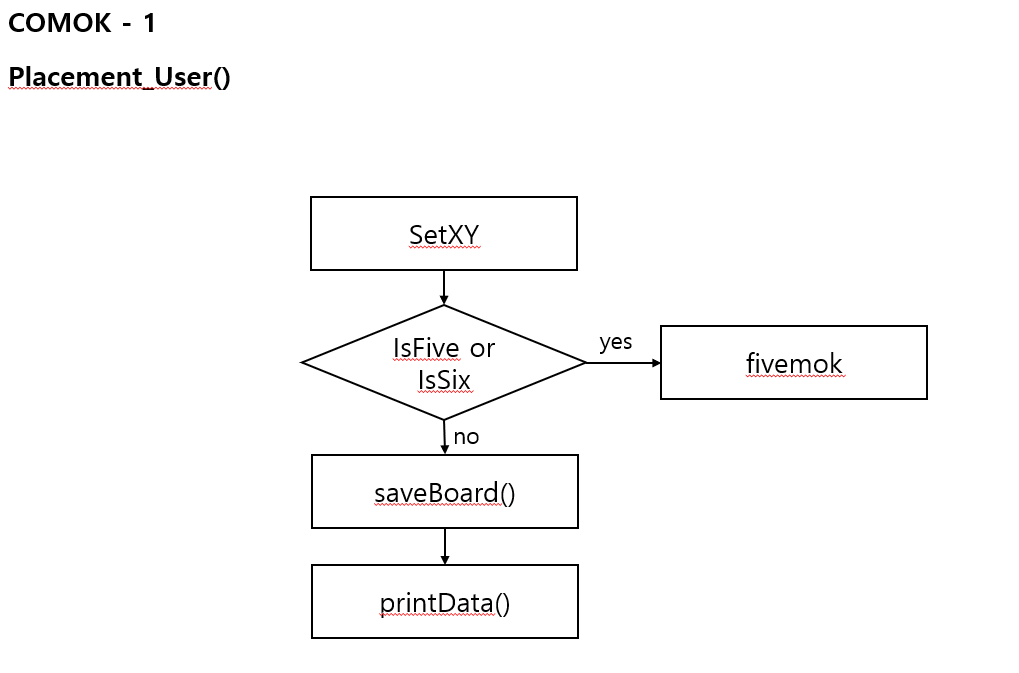 COMOK - 1
Placement_User()
SetXY
IsFive or
IsSix
yes
fivemok
no
saveBoard()
printData()